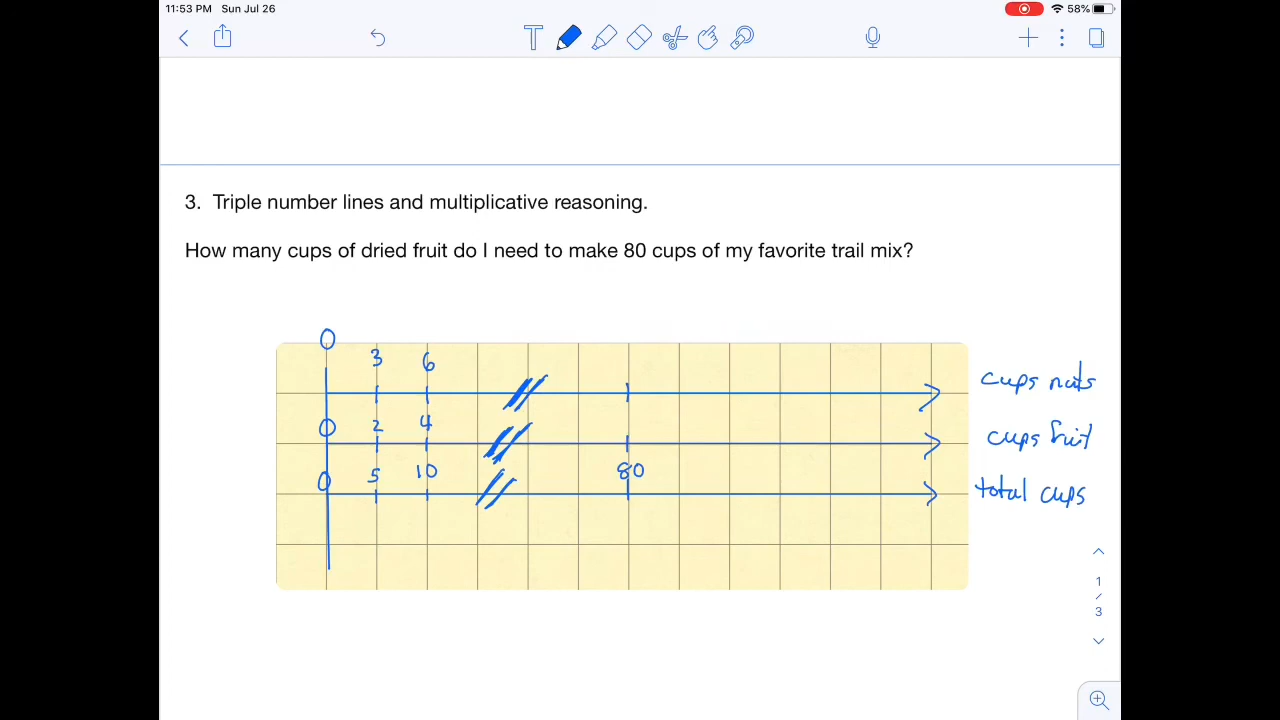 11:53 PM Sun Jul 26 58%
T
3. Triple number lines and multiplicative reasoning.
How many cups of dried fruit do I need to make 80 cups of my favorite trail mix?
0
3 6
cups nuts
0 2 4
cups fruit
0 5 10 80
total cups
1
/
3